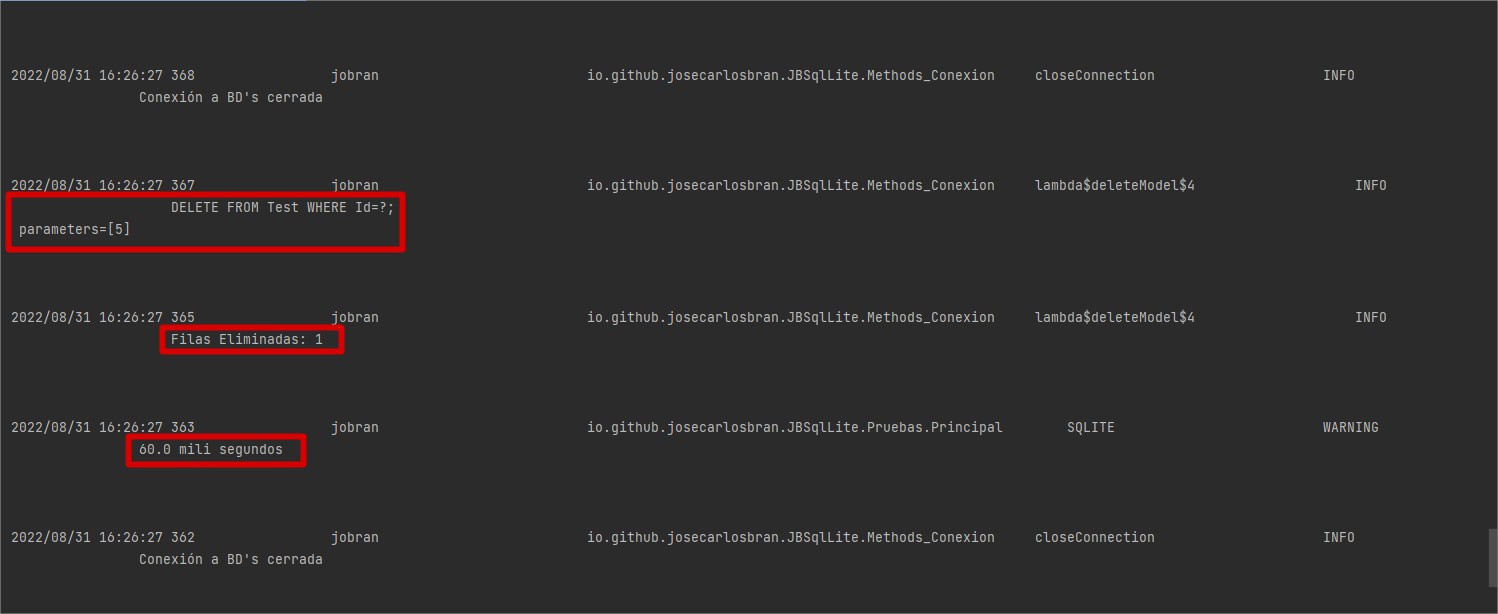 2022/08/31 16:26:27 368 jobran io.github.josecarlosbran.JBSqlLite.Methods_Conexion closeConnection INFO
Conexión a BD's cerrada
2022/08/31 16:26:27 367 jobran io.github.josecarlosbran.JBSqlLite.Methods_Conexion lambda$deleteModel$4 INFO
DELETE FROM Test WHERE Id=?;
parameters=[5]
2022/08/31 16:26:27 365 jobran io.github.josecarlosbran.JBSqlLite.Methods_Conexion lambda$deleteModel$4 INFO
Filas Eliminadas: 1
2022/08/31 16:26:27 363 jobran io.github.josecarlosbran.JBSqlLite.Pruebas.Principal SQLITE WARNING
60.0 mili segundos
2022/08/31 16:26:27 362 jobran io.github.josecarlosbran.JBSqlLite.Methods_Conexion closeConnection INFO
Conexión a BD's cerrada